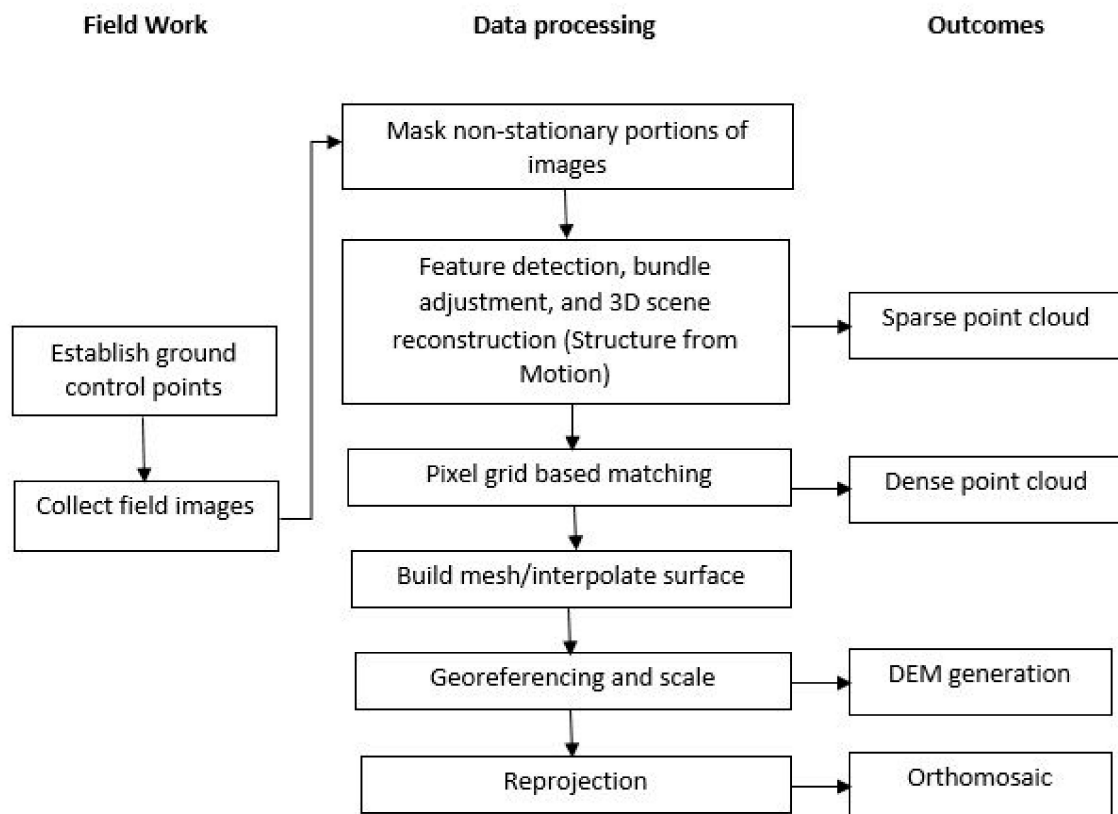 Field Work
Data processing
Outcomes
Mask non-stationary portions of
images
Feature detection, bundle
adjustment, and 3D scene
reconstruction (Structure from
Motion)
Sparse point cloud
Establish ground
control points
Pixel grid based matching
Dense point cloud
Collect field images
Build mesh/interpolate surface
Georeferencing and scale
DEM generation
Reprojection
Orthomosaic